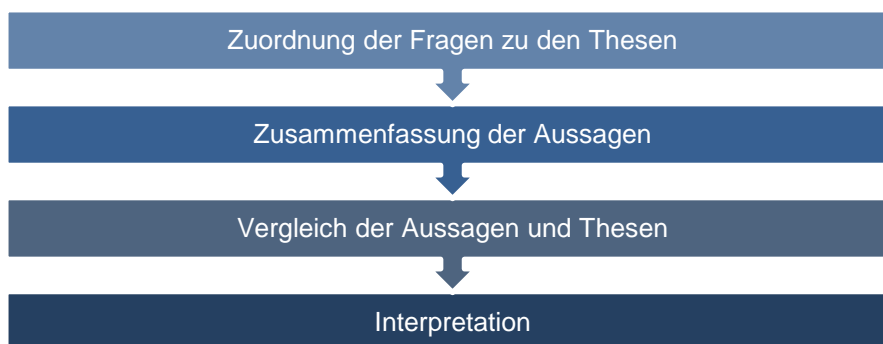 Zuordnung der Fragen zu den Thesen
Zusammenfassung der Aussagen
Vergleich der Aussagen und Thesen
Interpretation